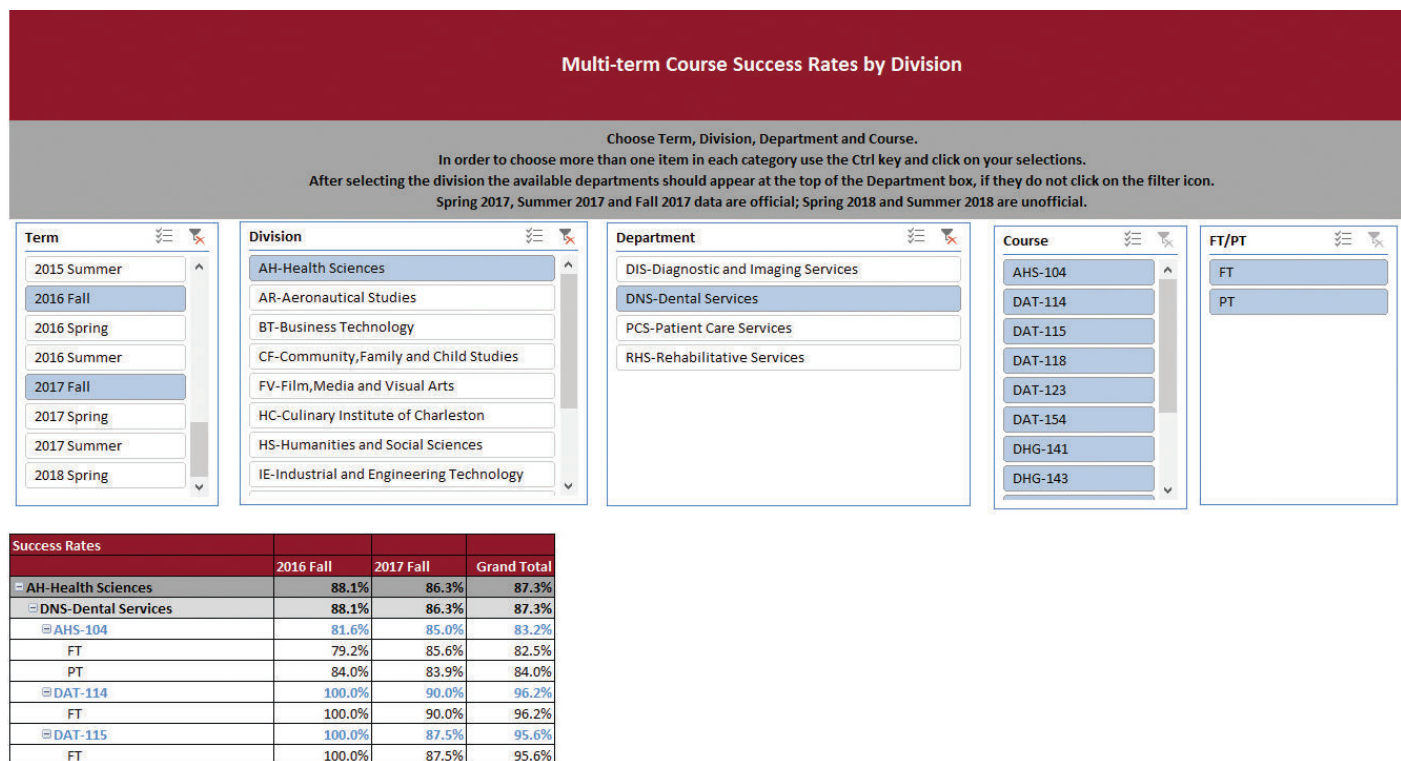 Multi-term Course Success Rates by Division
Choose Term, Division, Department and Course.
In order to choose more than one item in each category use the Ctrl key and click on your selections.
After selecting the division the available departments should appear at the top of the Department box, if they do not click on the filter icon.
Spring 2017, Summer 2017 and Fall 2017 data are official; Spring 2018 and Summer 2018 are unofficial.
Term
2015 Summer
2016 Fall
2016 Spring
2016 Summer
2017 Fall
2017 Spring
2017 Summer
2018 Spring
Division
AH-Health Sciences
AR-Aeronautical Studies
BT-Business Technology
CF-Community,Family and Child Studies
FV-Film,Media and Visual Arts
HC-Culinary Institute of Charleston
HS-Humanities and Social Sciences
IE-Industrial and Engineering Technology
Department
DIS-Diagnostic and Imaging Services
DNS-Dental Services
PCS-Patient Care Services
RHS-Rehabilitative Services
Course
AHS-104
DAT-114
DAT-115
DAT-118
DAT-123
DAT-154
DHG-141
DHG-143
FT/PT
FT
PT
Success Rates
2016 Fall 2017 Fall Grand Total
AH-Health Sciences 88.1% 86.3% 87.3%
DNS-Dental Services 88.1% 86.3% 87.3%
AHS-104 81.6% 85.0% 83.2%
FT 79.2% 85.6% 82.5%
PT 84.0% 83.9% 84.0%
DAT-114 100.0% 90.0% 96.2%
FT 100.0% 90.0% 96.2%
DAT-115 100.0% 87.5% 95.6%
FT 100.0% 87.5% 95.6%